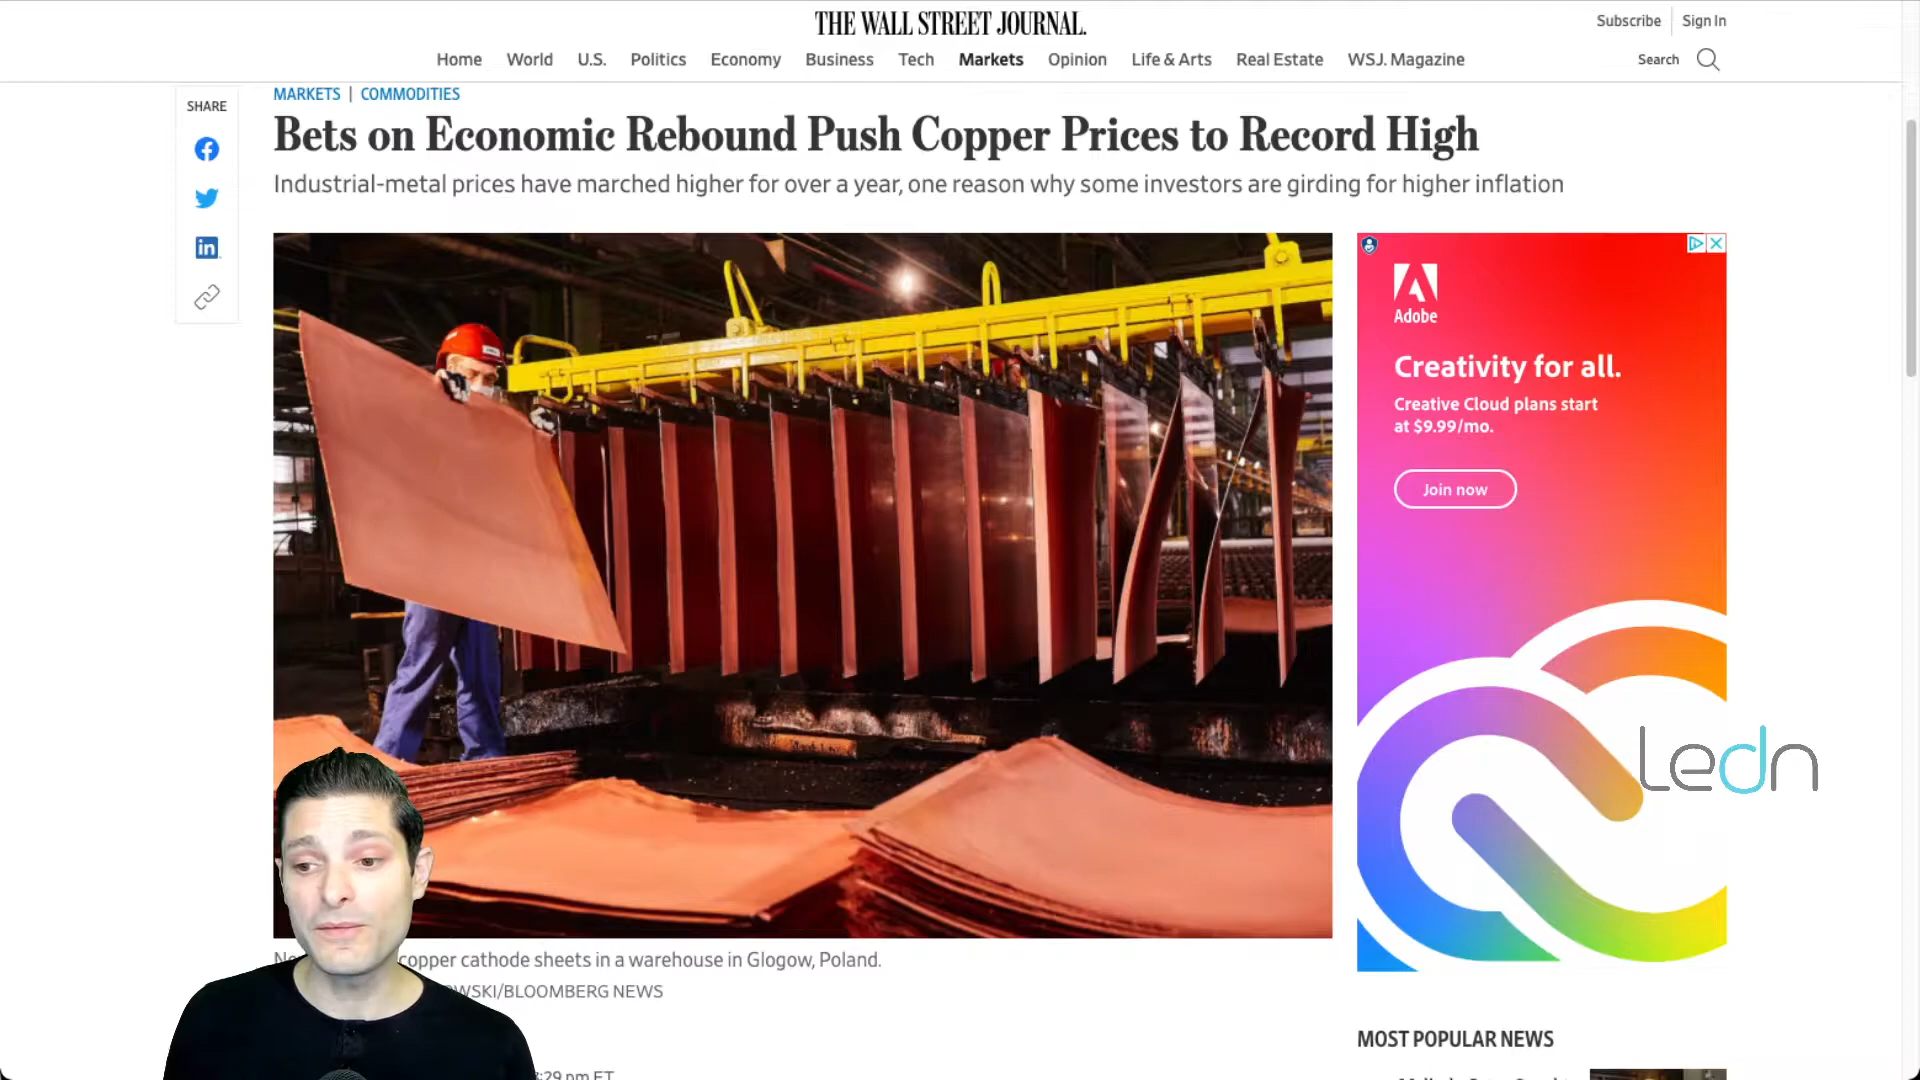 THE WALL STREET JOURNAL.
Subscribe
Sign In
Home World U.S. Politics Economy Business Tech Markets Opinion Life & Arts Real Estate WSJ. Magazine
Search
SHARE
MARKETS | COMMODITIES
Bets on Economic Rebound Push Copper Prices to Record High
Industrial-metal prices have marched higher for over a year, one reason why some investors are girding for higher inflation
Adobe
Creativity for all.
Creative Cloud plans start
at $9.99/mo.
Join now
Ledn
copper cathode sheets in a warehouse in Glogow, Poland.
/BLOOMBERG NEWS
pm ET
MOST POPULAR NEWS